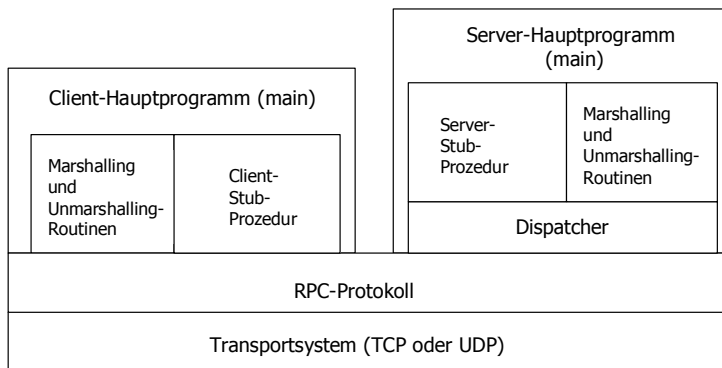 Client-Hauptprogramm (main)
Marshalling
und
Unmarshalling-
Routinen
Client-
Stub-
Prozedur
Server-Hauptprogramm
(main)
Server-
Stub-
Prozedur
Marshalling
und
Unmarshalling-
Routinen
Dispatcher
RPC-Protokoll
Transportsystem (TCP oder UDP)